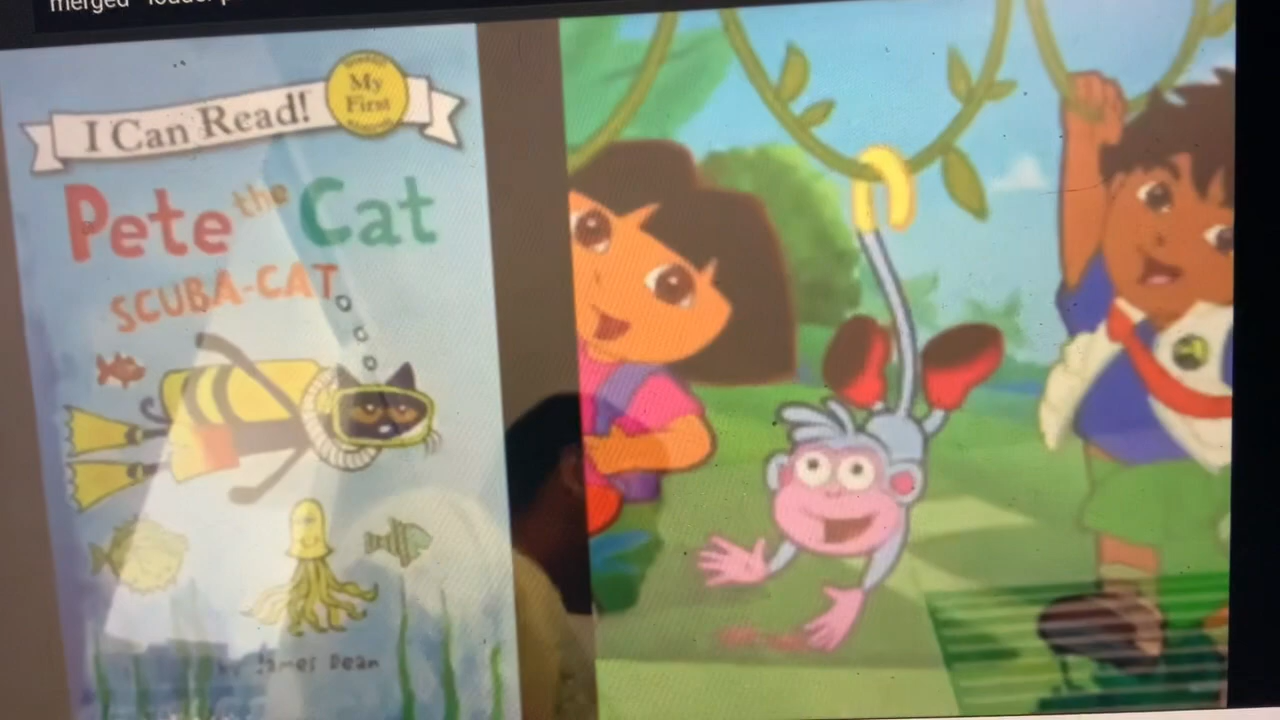 merged
I Can Read!
My
First
Pete the Cat
SCUBA-CAT
by James Dean